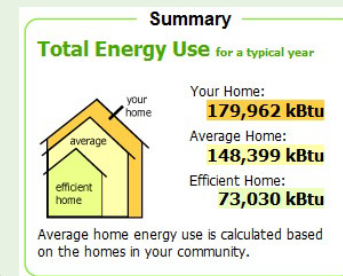 Summary
Total Energy Use for a typical year
your
home
average
efficient
home
Your Home:
179,962 kBtu
Average Home:
148,399 kBtu
Efficient Home:
73,030 kBtu
Average home energy use is calculated based
on the homes in your community.